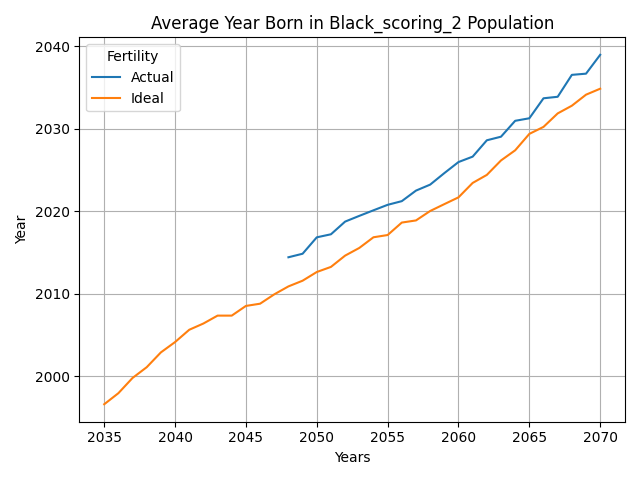 Average Year Born in Black_scoring_2 Population
Fertility
Actual
Ideal
2040
2030
2020
2010
2000
Year
2035 2040 2045 2050 2055 2060 2065 2070
Years